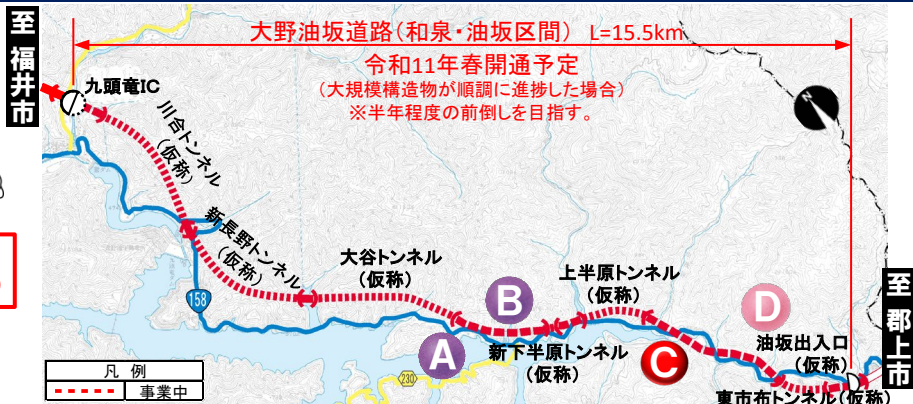 大野油坂道路(和泉・油坂区間) L=15.5km
令和11年春開通予定
(大規模構造物が順調に進捗した場合)
※半年程度の前倒しを目指す。
至 福井市
九頭竜IC
川合トンネル
(仮称)
新長野トンネル
(仮称)
大谷トンネル
(仮称)
上半原トンネル
(仮称)
158
A
B
新下半原トンネル
(仮称)
C
D
油坂出入口
(仮称)
東市布トンネル(仮称)
至 郡上市
230
凡 例
事業中
N